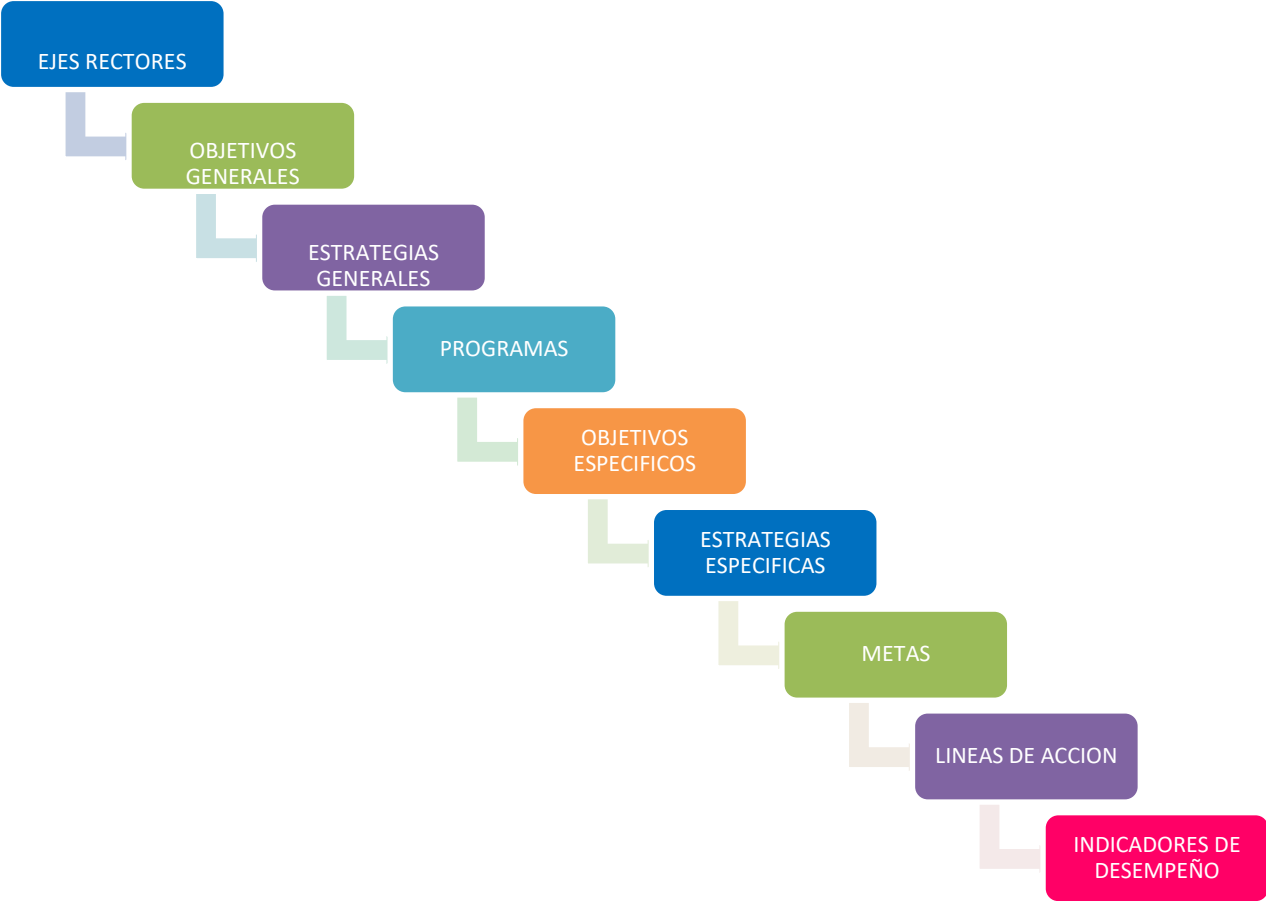 EJES RECTORES
OBJETIVOS
GENERALES
ESTRATEGIAS
GENERALES
PROGRAMAS
OBJETIVOS
ESPECIFICOS
ESTRATEGIAS
ESPECIFICAS
METAS
LINEAS DE ACCION
INDICADORES DE
DESEMPEÑO